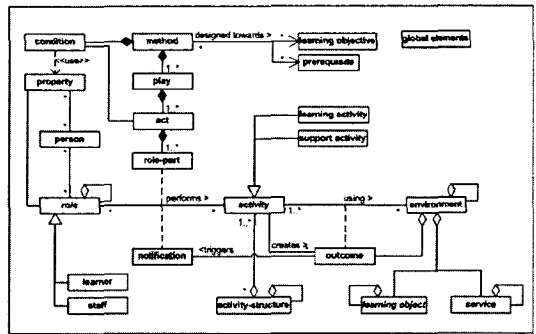 condition
method
designed towards >
learning objective
global elements
<<use>>
prerequisite
property
play
1..*
act
learning activity
support activity
person
1..*
role-part
role
performs >
activity
using >
environment
1..*
1..*
notification
<triggers
creates >
outcome
learner
staff
activity-structure
learning object
service